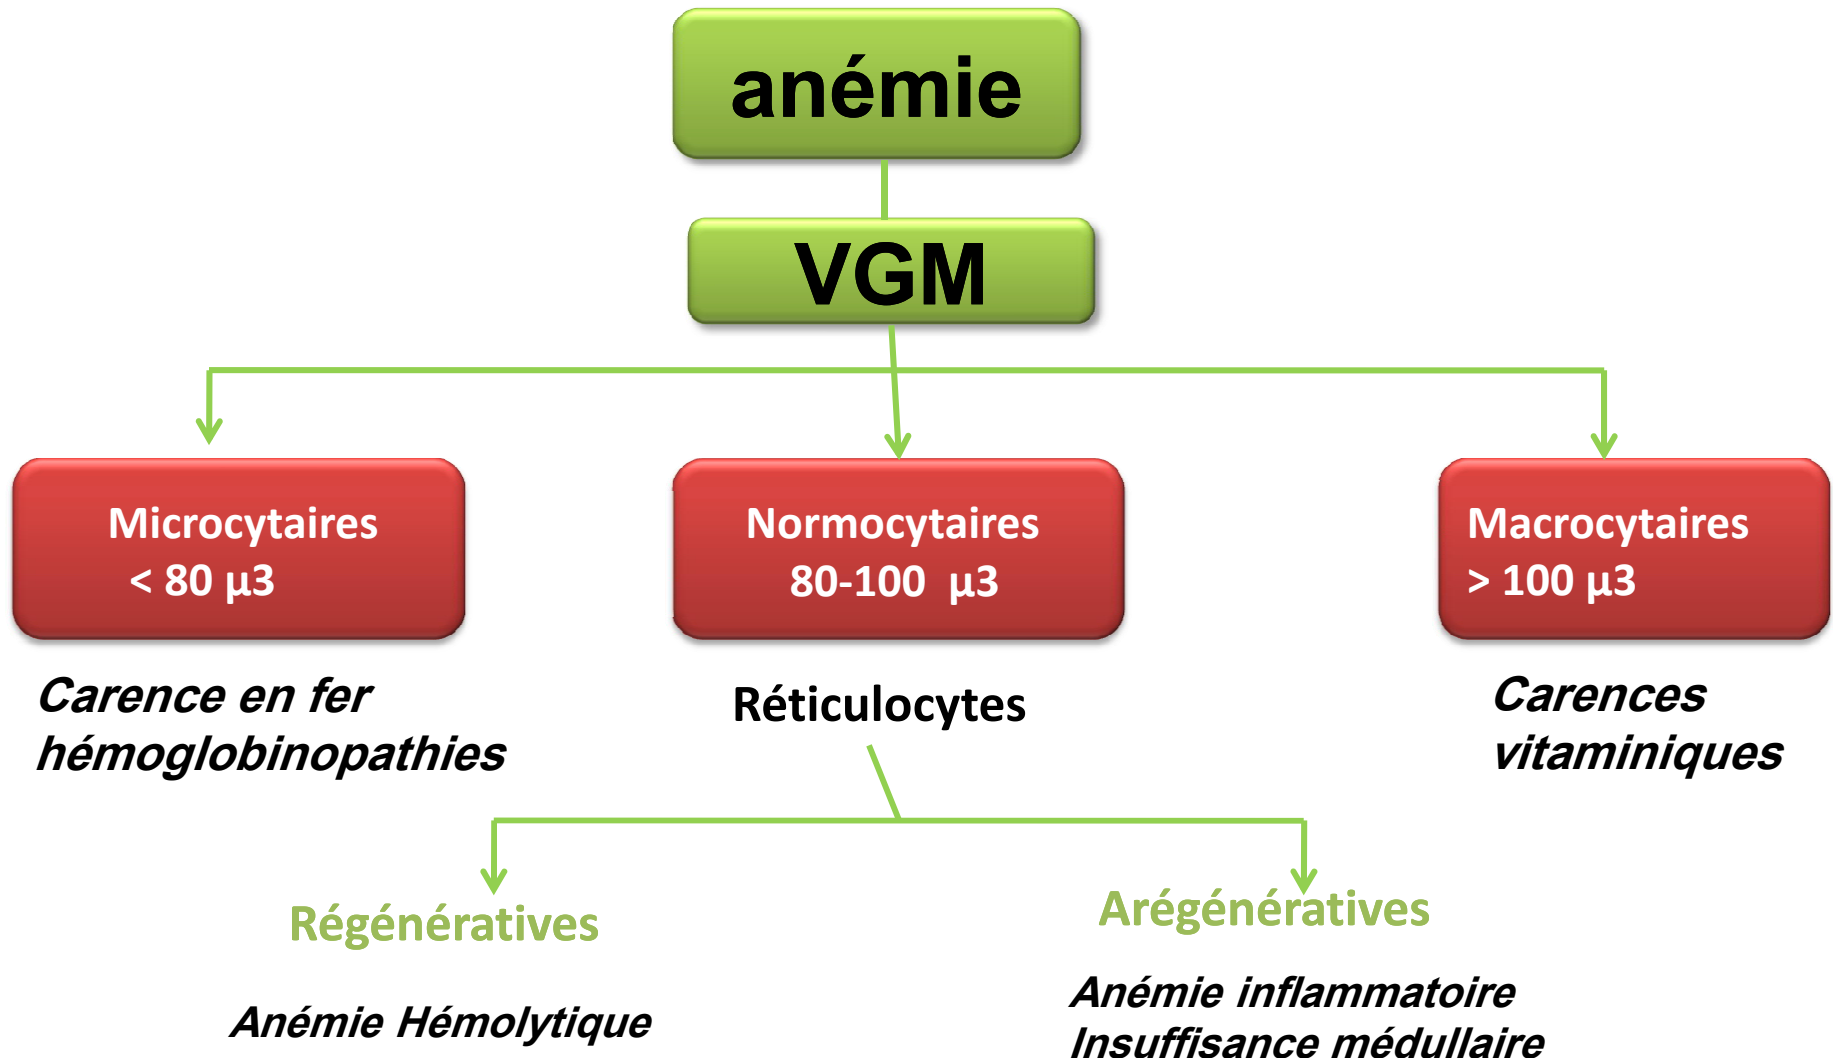 anémie
VGM
Microcytaires
< 80 µ3
Normocytaires
80-100 µ3
Macrocytaires
> 100 µ3
Carence en fer
hémoglobinopathies
Réticulocytes
Carences
vitaminiques
Régénératives
Arégénératives
Anémie Hémolytique
Anémie inflammatoire
Insuffisance médullaire